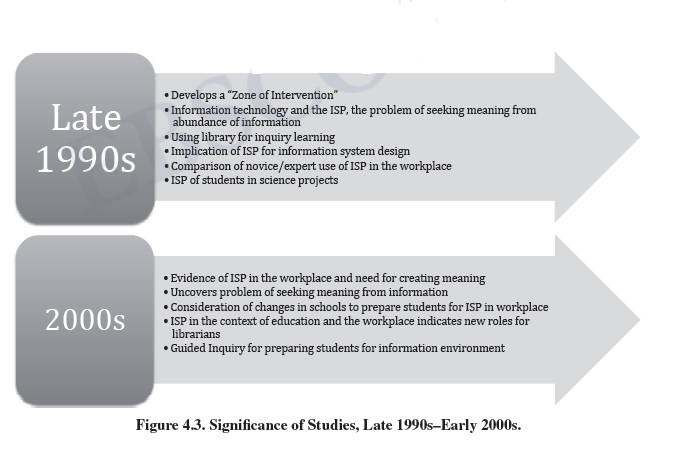 Late
1990s
• Develops a “Zone of Intervention”
• Information technology and the ISP, the problem of seeking meaning from
abundance of information
• Using library for inquiry learning
• Implication of ISP for information system design
• Comparison of novice/expert use of ISP in the workplace
• ISP of students in science projects
2000s
• Evidence of ISP in the workplace and need for creating meaning
• Uncovers problem of seeking meaning from information
• Consideration of changes in schools to prepare students for ISP in workplace
• ISP in the context of education and the workplace indicates new roles for
librarians
• Guided Inquiry for preparing students for information environment
Figure 4.3. Significance of Studies, Late 1990s–Early 2000s.